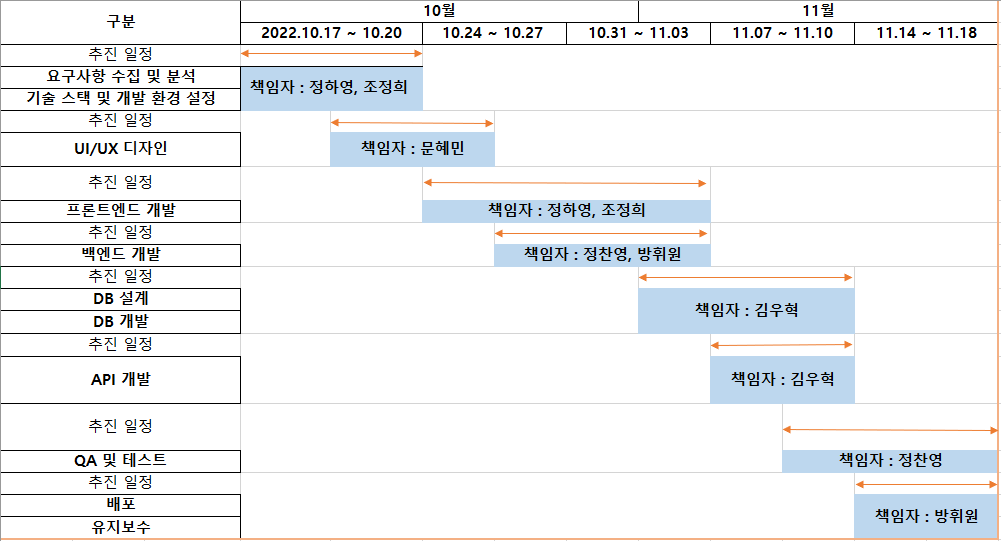 구분
10월
11월
2022.10.17 ~ 10.20
10.24 ~ 10.27
10.31 ~ 11.03
11.07 ~ 11.10
11.14 ~ 11.18
추진 일정
요구사항 수집 및 분석
기술 스택 및 개발 환경 설정
책임자 : 정하영, 조정희
추진 일정
UI/UX 디자인
책임자 : 문혜민
추진 일정
프론트엔드 개발
책임자 : 정하영, 조정희
추진 일정
백엔드 개발
책임자 : 정찬영, 방휘원
추진 일정
DB 설계
DB 개발
책임자 : 김우혁
추진 일정
API 개발
책임자 : 김우혁
추진 일정
QA 및 테스트
책임자 : 정찬영
추진 일정
배포
유지보수
책임자 : 방휘원